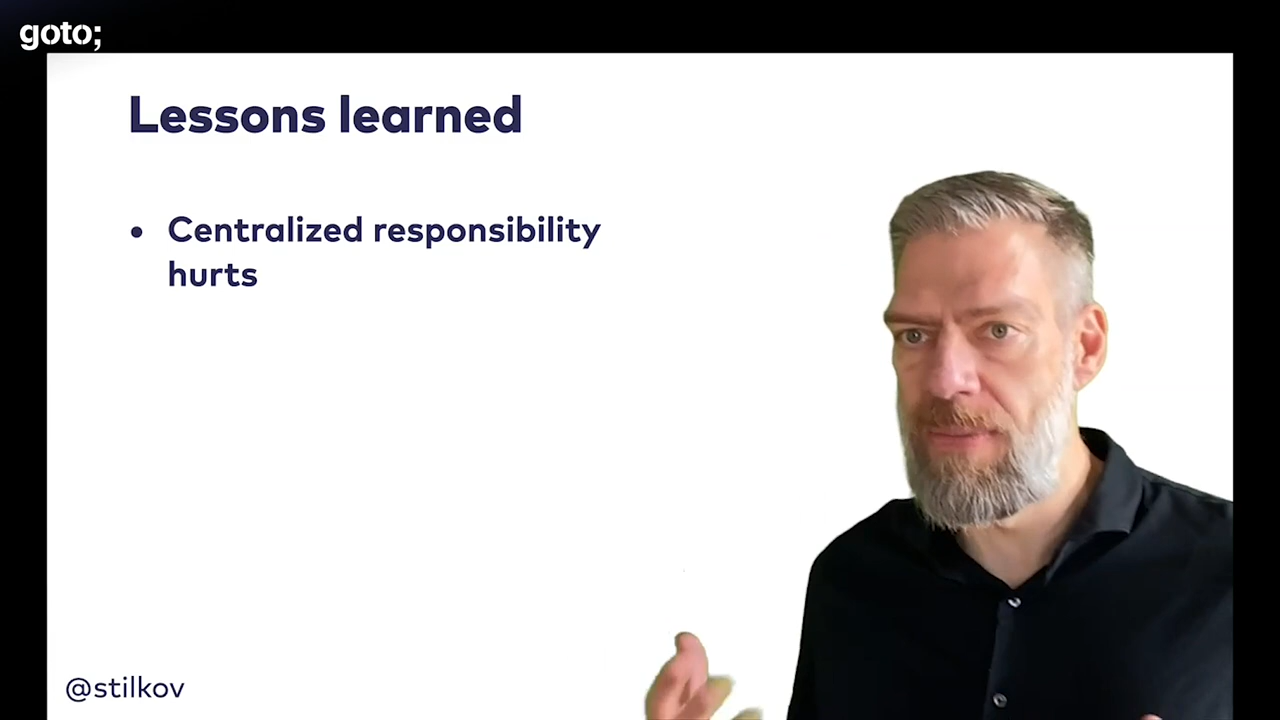 goto;
Lessons learned
• Centralized responsibility
hurts
@stilkov